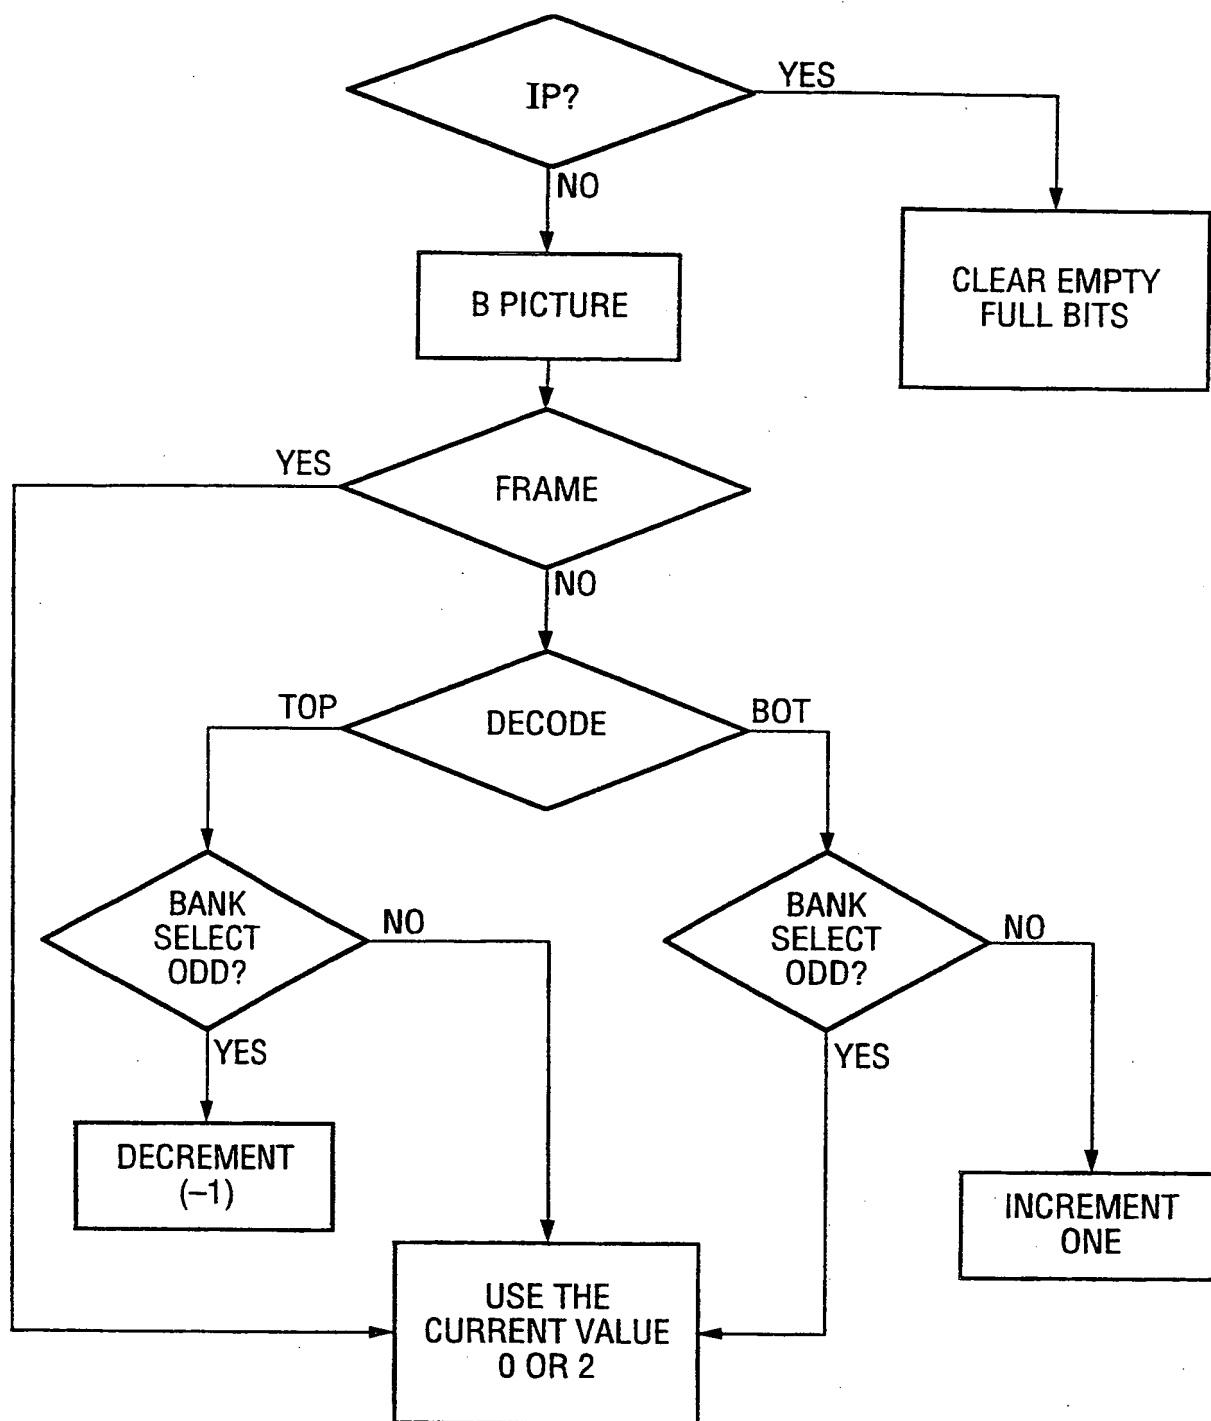 IP?
YES
NO
CLEAR EMPTY
FULL BITS
B PICTURE
YES
FRAME
NO
TOP
DECODE
BOT
BANK
SELECT
ODD?
NO
BANK
SELECT
ODD?
NO
YES
YES
DECREMENT
(–1)
INCREMENT
ONE
USE THE
CURRENT VALUE
0 OR 2